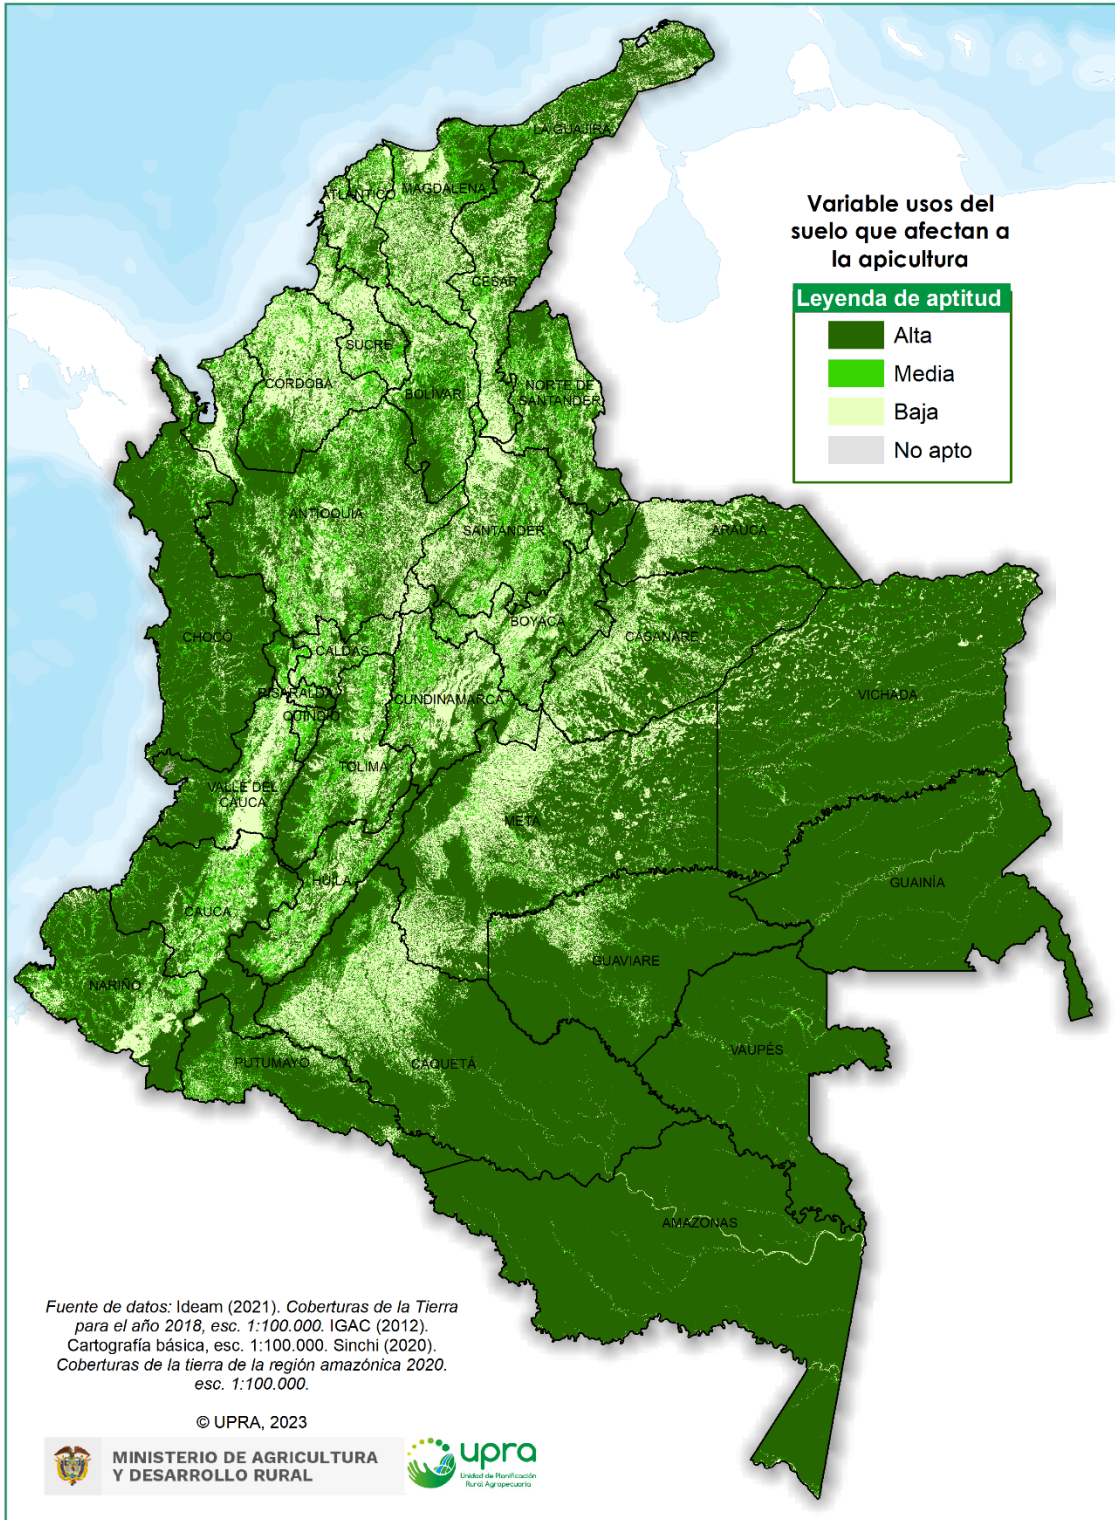 LA GUAJIRA
ATLÁNTICO
MAGDALENA
CESAR
SUCRE
CÓRDOBA
BOLÍVAR
NORTE DE
SANTANDER
ANTIOQUIA
SANTANDER
ARAUCA
CHOCÓ
BOYACÁ
CASANARE
CALDAS
RISARALDA
CUNDINAMARCA
QUINDÍO
VICHADA
TOLIMA
VALLE DEL
CAUCA
META
HUILA
GUAINÍA
CAUCA
GUAVIARE
NARIÑO
VAUPÉS
PUTUMAYO
CAQUETÁ
AMAZONAS
Variable usos del
suelo que afectan a
la apicultura
Leyenda de aptitud
Alta
Media
Baja
No apto
Fuente de datos: Ideam (2021). Coberturas de la Tierra
para el año 2018, esc. 1:100.000. IGAC (2012).
Cartografía básica, esc. 1:100.000. Sinchi (2020).
Coberturas de la tierra de la región amazónica 2020.
esc. 1:100.000.
© UPRA, 2023
MINISTERIO DE AGRICULTURA
Y DESARROLLO RURAL
upra
Unidad de Planificación
Rural Agropecuaria